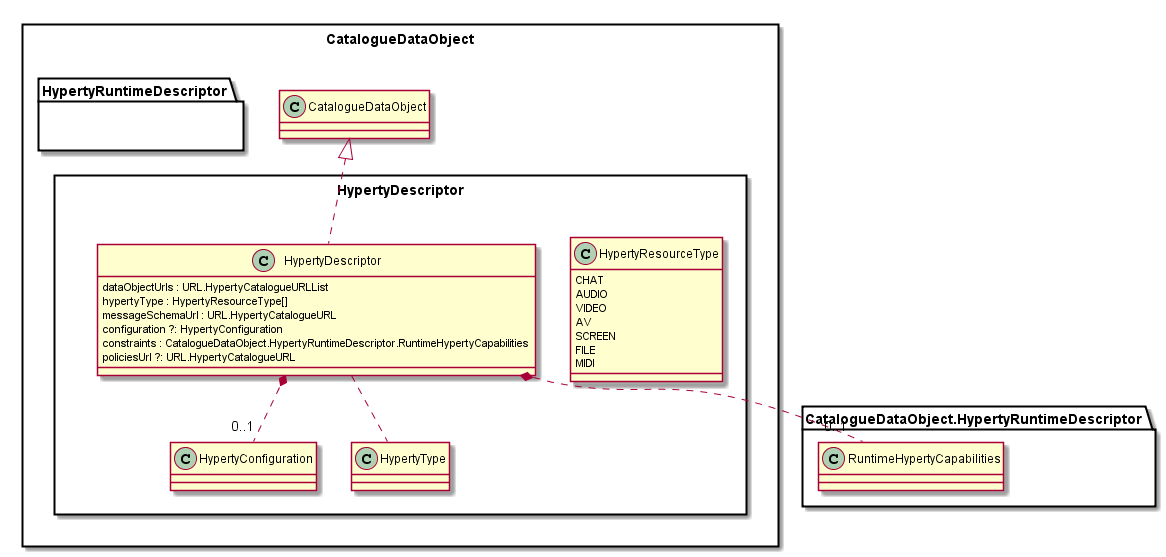 CatalogueDataObject
HypertyRuntimeDescriptor
C CatalogueDataObject
HypertyDescriptor
C HypertyDescriptor
dataObjectUrls : URL.HypertyCatalogueURLList
hypertyType : HypertyResourceType[]
messageSchemaUrl : URL.HypertyCatalogueURL
configuration ?: HypertyConfiguration
constraints : CatalogueDataObject.HypertyRuntimeDescriptor.RuntimeHypertyCapabilities
policiesUrl ?: URL.HypertyCatalogueURL
C HypertyResourceType
CHAT
AUDIO
VIDEO
AV
SCREEN
FILE
MIDI
0..1
C HypertyConfiguration
C HypertyType
CatalogueDataObject.HypertyRuntimeDescriptor
0..1
C RuntimeHypertyCapabilities